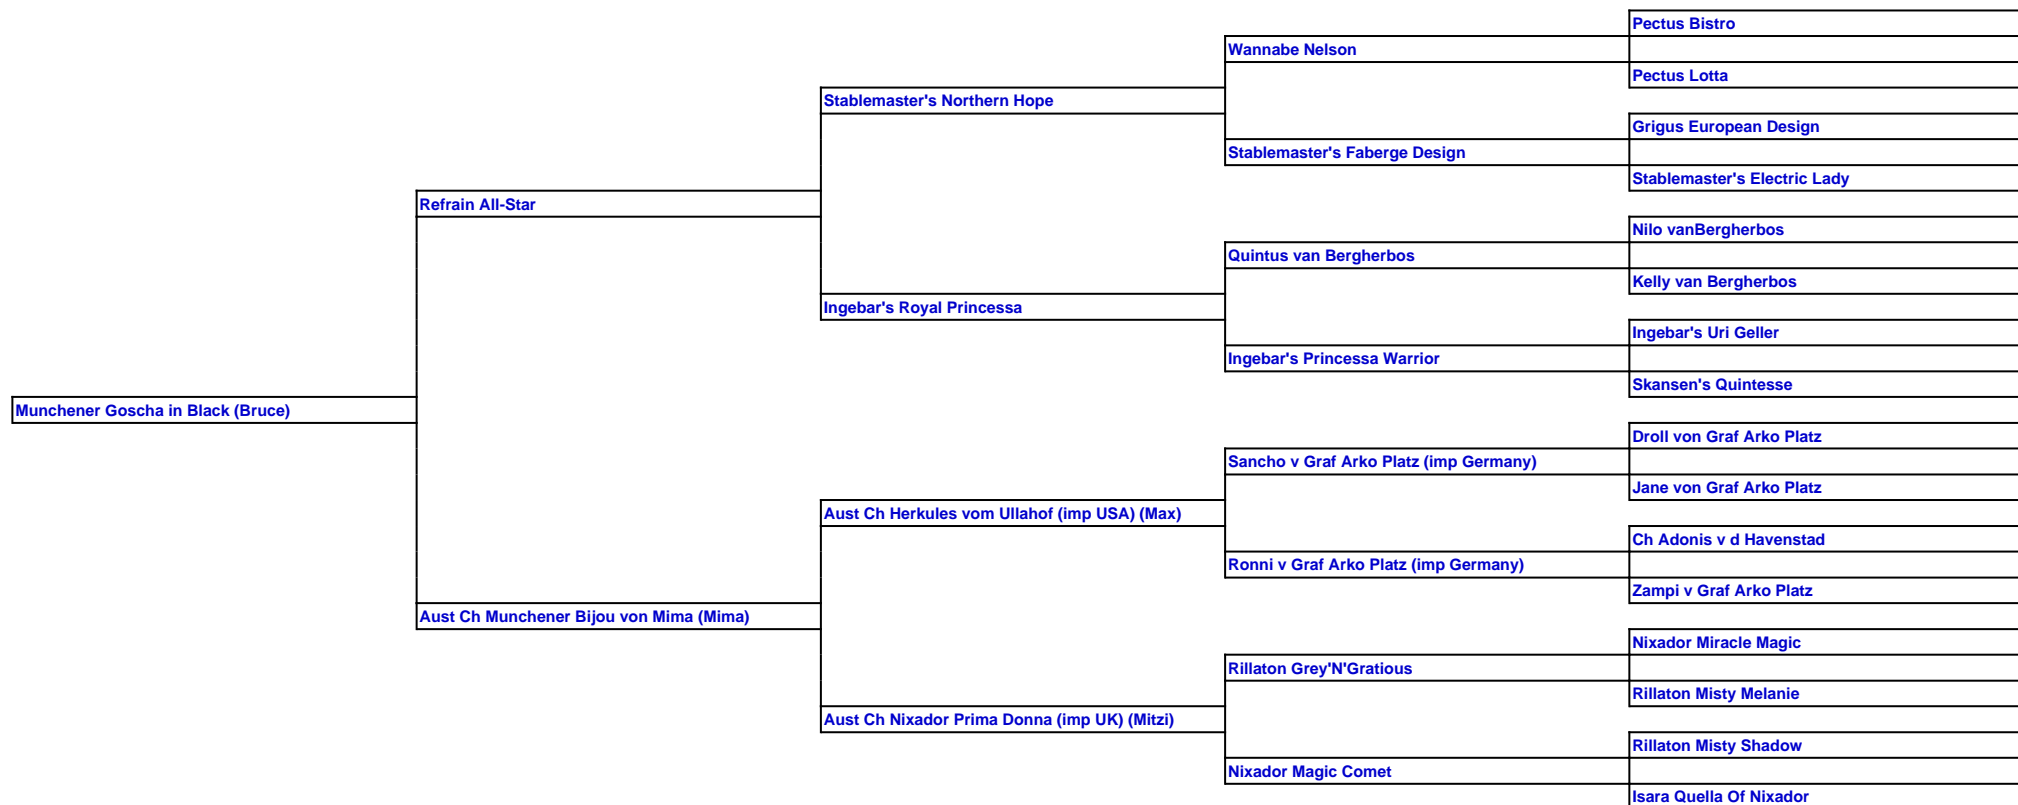 Pectus Bistro
Wannabe Nelson
Pectus Lotta
Stablemaster's Northern Hope
Grigus European Design
Stablemaster's Faberge Design
Stablemaster's Electric Lady
Refrain All-Star
Nilo vanBergherbos
Quintus van Bergherbos
Kelly van Bergherbos
Ingebar's Royal Princessa
Ingebar's Uri Geller
Ingebar's Princessa Warrior
Skansen's Quintesse
Munchener Goscha in Black (Bruce)
Droll von Graf Arko Platz
Sancho v Graf Arko Platz (imp Germany)
Jane von Graf Arko Platz
Aust Ch Herkules vom Ullahof (imp USA) (Max)
Ch Adonis v d Havenstad
Ronni v Graf Arko Platz (imp Germany)
Zampi v Graf Arko Platz
Aust Ch Munchener Bijou von Mima (Mima)
Nixador Miracle Magic
Rillaton Grey'N'Gratious
Rillaton Misty Melanie
Aust Ch Nixador Prima Donna (imp UK) (Mitzi)
Rillaton Misty Shadow
Nixador Magic Comet
Isara Quella Of Nixador